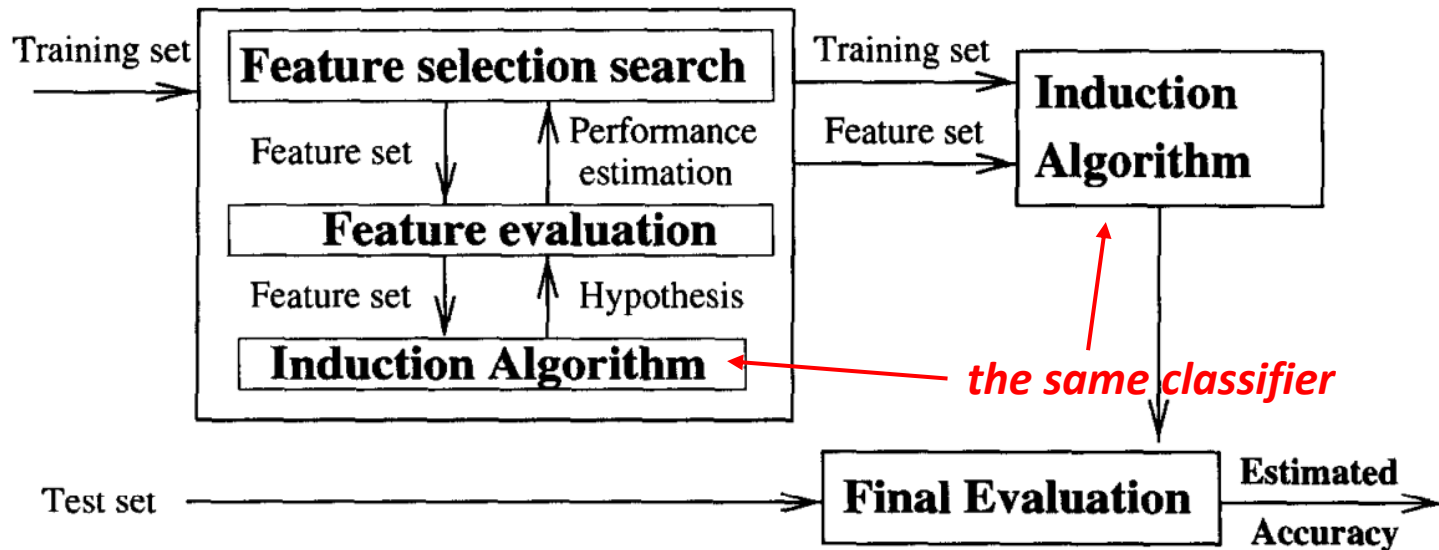 Training set
Feature selection search
Feature set
Performance
estimation
Feature evaluation
Feature set
Hypothesis
Induction Algorithm
Training set
Feature set
Induction
Algorithm
the same classifier
Test set
Final Evaluation
Estimated
Accuracy